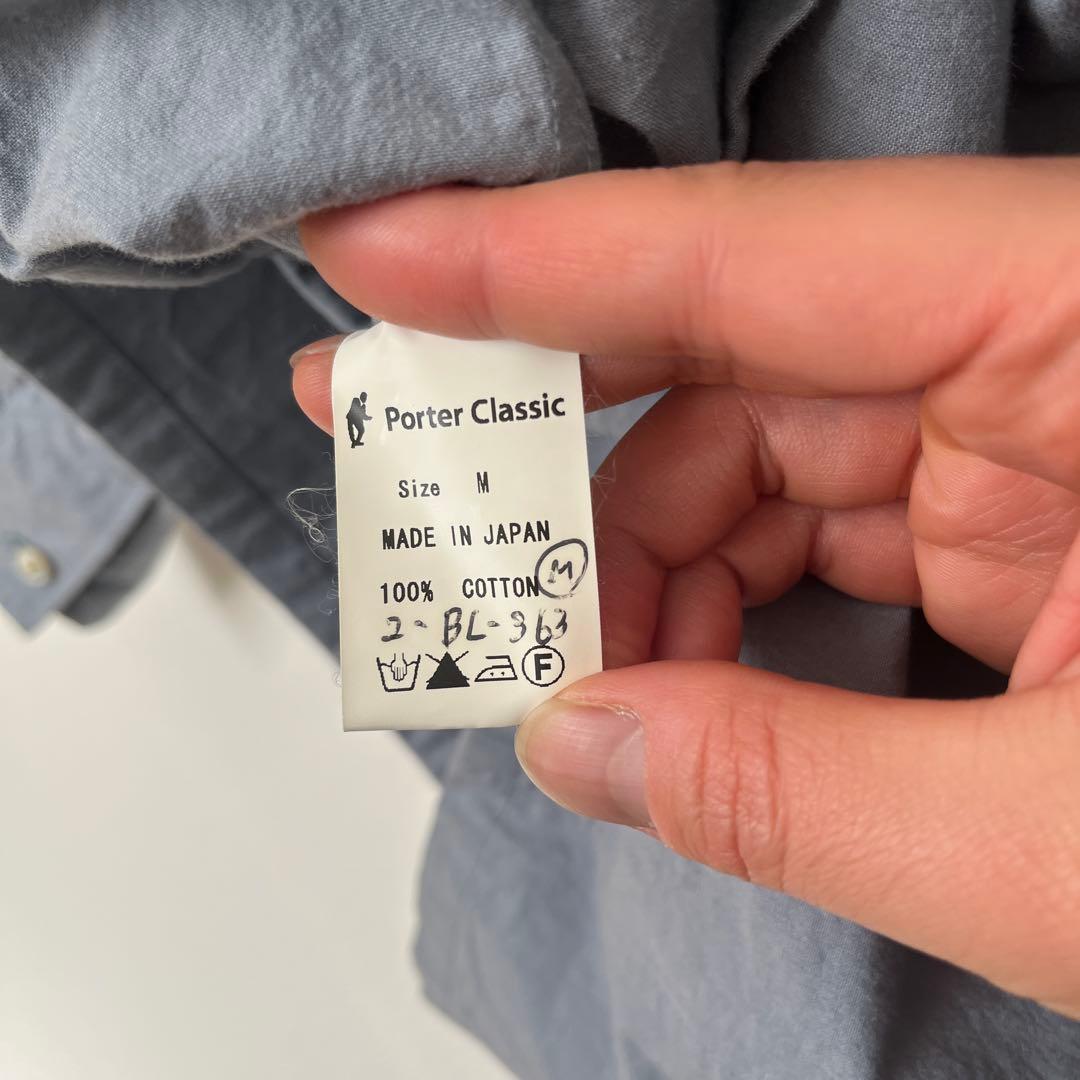 Porter Classic
Size M
MADE IN JAPAN
100% COTTON M
2-BL-363
F